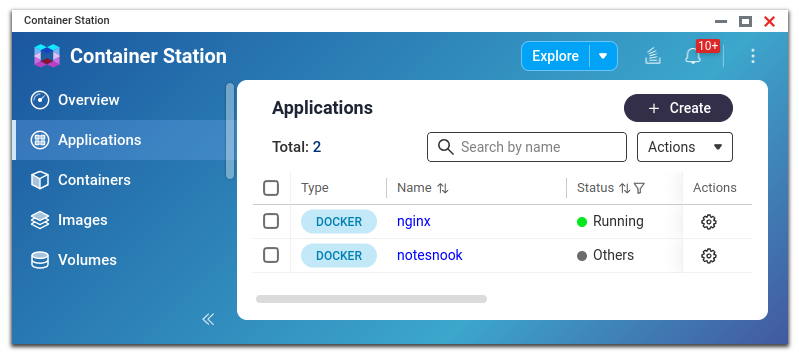 Container Station
Container Station
Explore
10+
Overview
Applications
Containers
Images
Volumes
Applications
Create
Total: 2
Search by name
Actions
Type Name Status Actions
DOCKER nginx Running
DOCKER notesnook Others